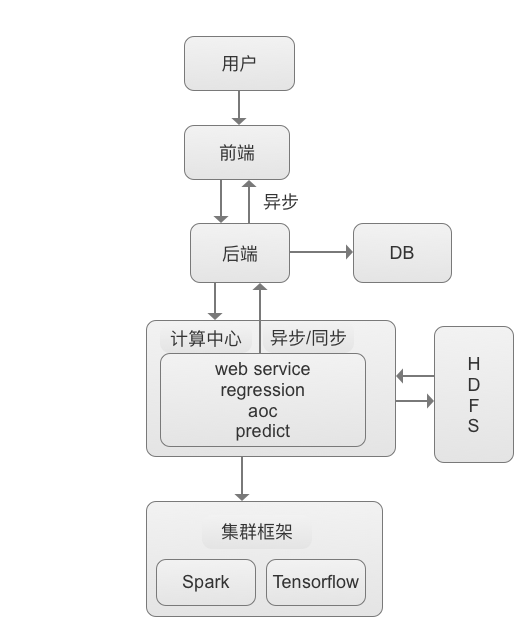 用户
前端
异步
后端
DB
计算中心
异步/同步
web service
regression
aoc
predict
H
D
F
S
集群框架
Spark
Tensorflow